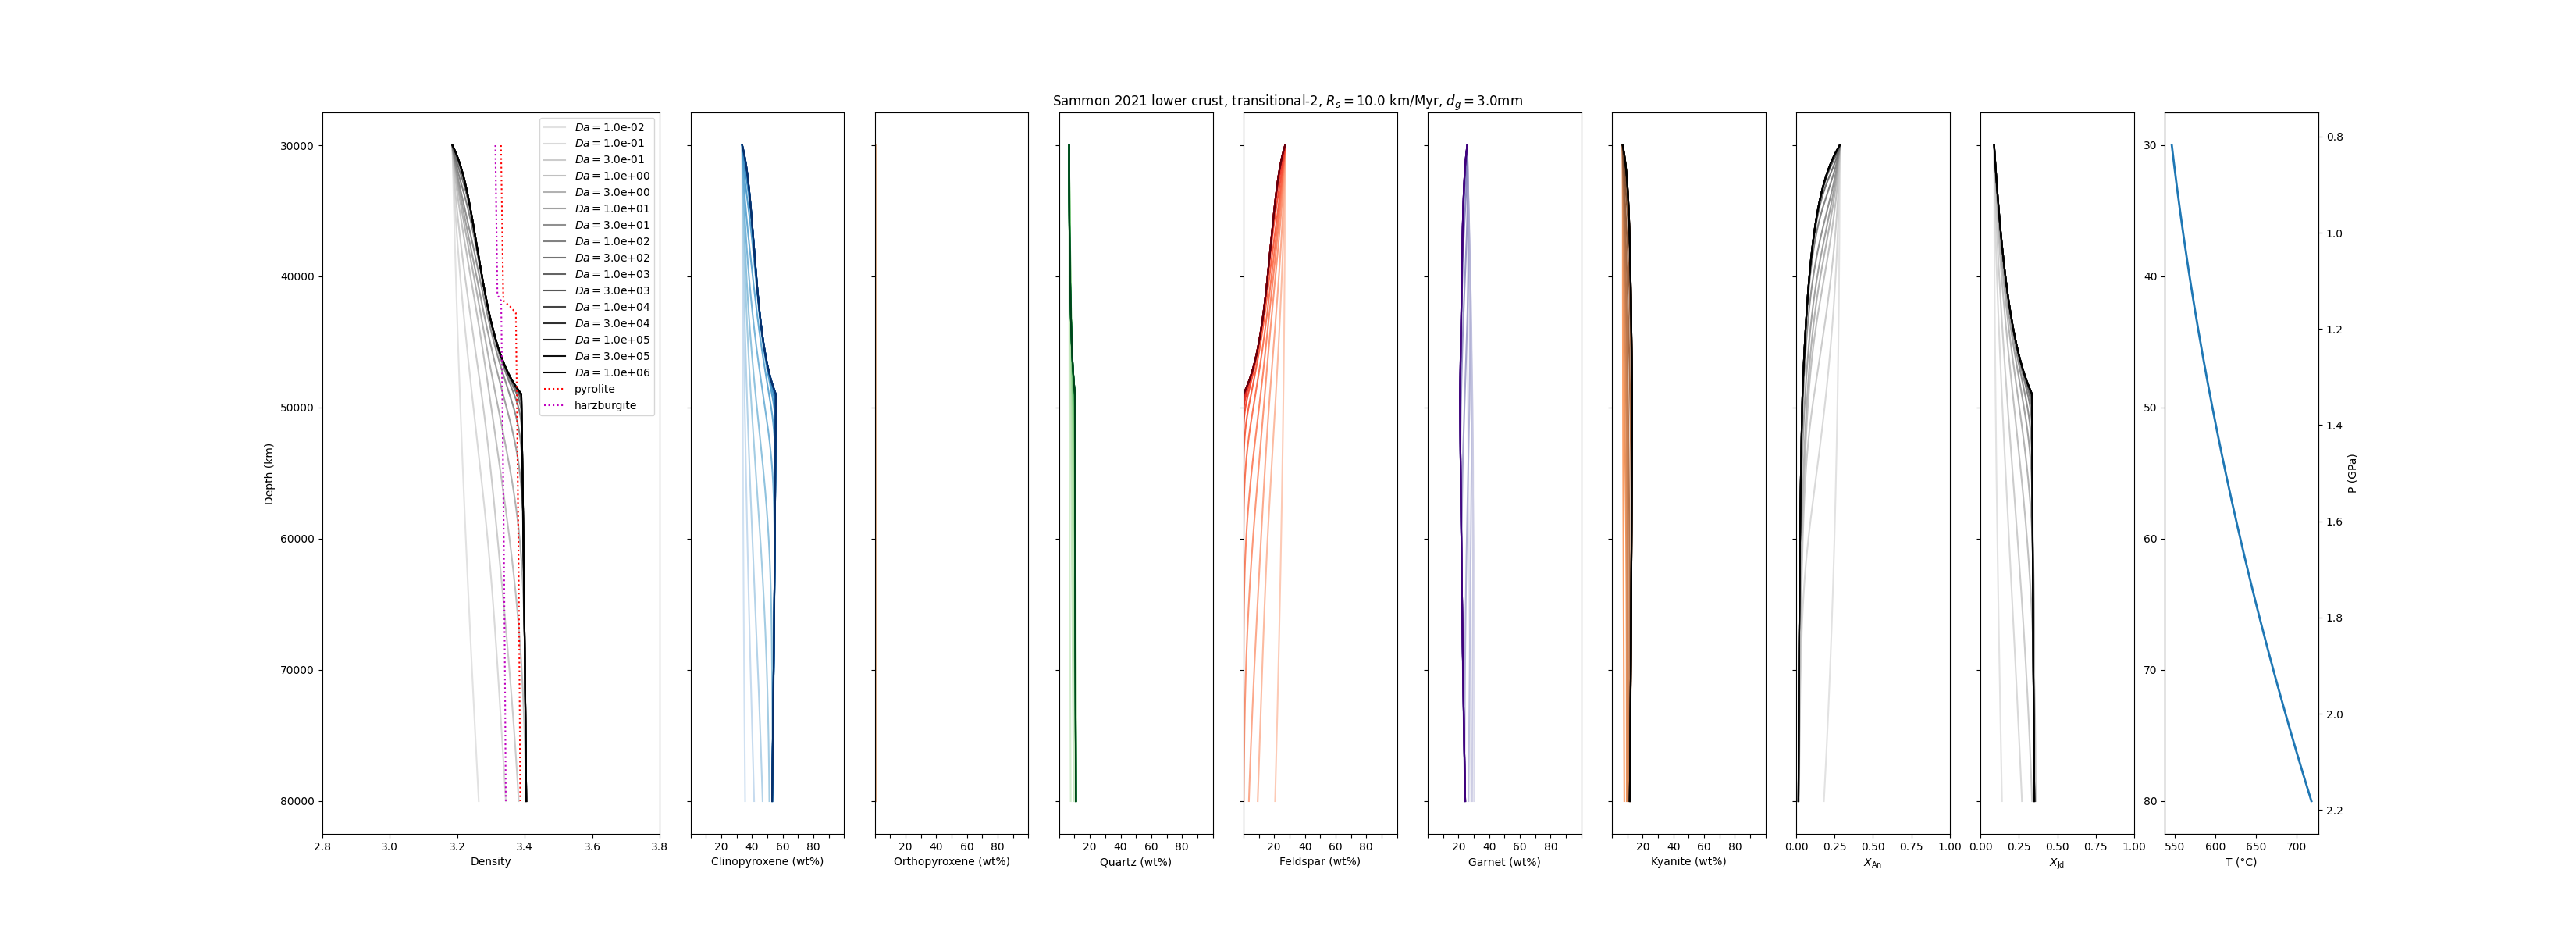 Sammon 2021 lower crust, transitional-2, Rs = 10.0 km/Myr, dg = 3.0mm
Da = 1.0e-02
Da = 1.0e-01
Da = 3.0e-01
Da = 1.0e+00
Da = 3.0e+00
Da = 1.0e+01
Da = 3.0e+01
Da = 1.0e+02
Da = 3.0e+02
Da = 1.0e+03
Da = 3.0e+03
Da = 1.0e+04
Da = 3.0e+04
Da = 1.0e+05
Da = 3.0e+05
Da = 1.0e+06
pyrolite
harzburgite
Depth (km)
30000
40000
50000
60000
70000
80000
2.8 3.0 3.2 3.4 3.6 3.8
Density
20 40 60 80
Clinopyroxene (wt%)
20 40 60 80
Orthopyroxene (wt%)
20 40 60 80
Quartz (wt%)
20 40 60 80
Feldspar (wt%)
20 40 60 80
Garnet (wt%)
20 40 60 80
Kyanite (wt%)
0.00 0.25 0.50 0.75 1.00
XAn
0.00 0.25 0.50 0.75 1.00
XJd
30
40
50
60
70
80
550 600 650 700
T (°C)
0.8
1.0
1.2
1.4
1.6
1.8
2.0
2.2
P (GPa)